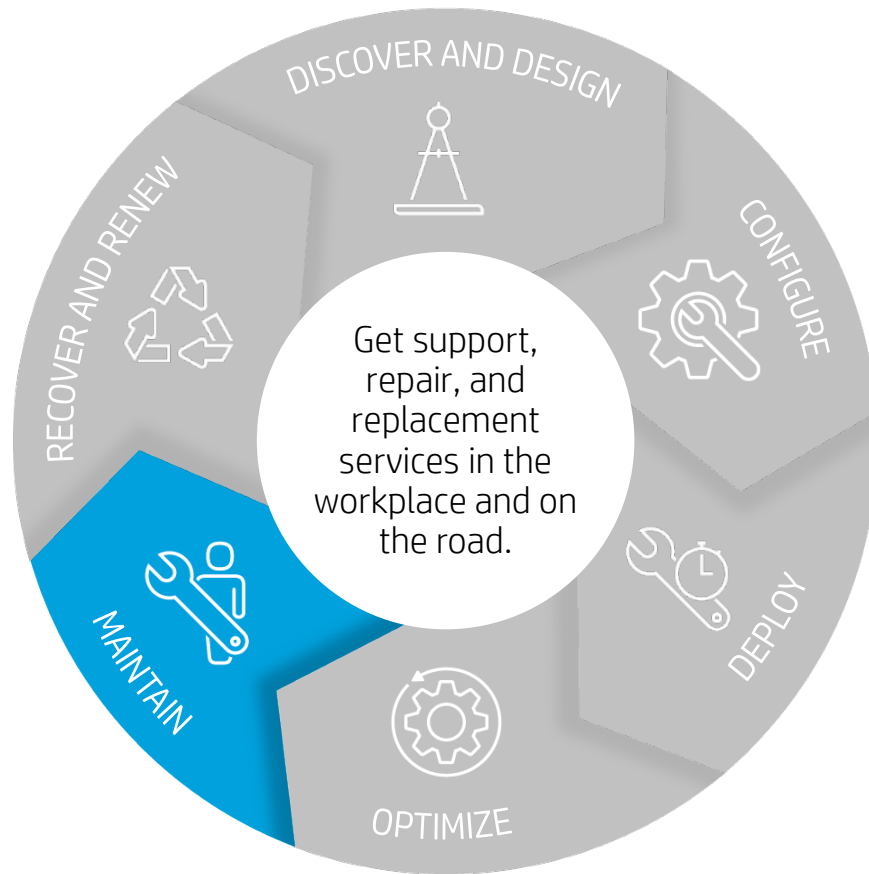 DISCOVER AND DESIGN
CONFIGURE
DEPLOY
OPTIMIZE
MAINTAIN
RECOVER AND RENEW
Get support,
repair, and
replacement
services in the
workplace and on
the road.